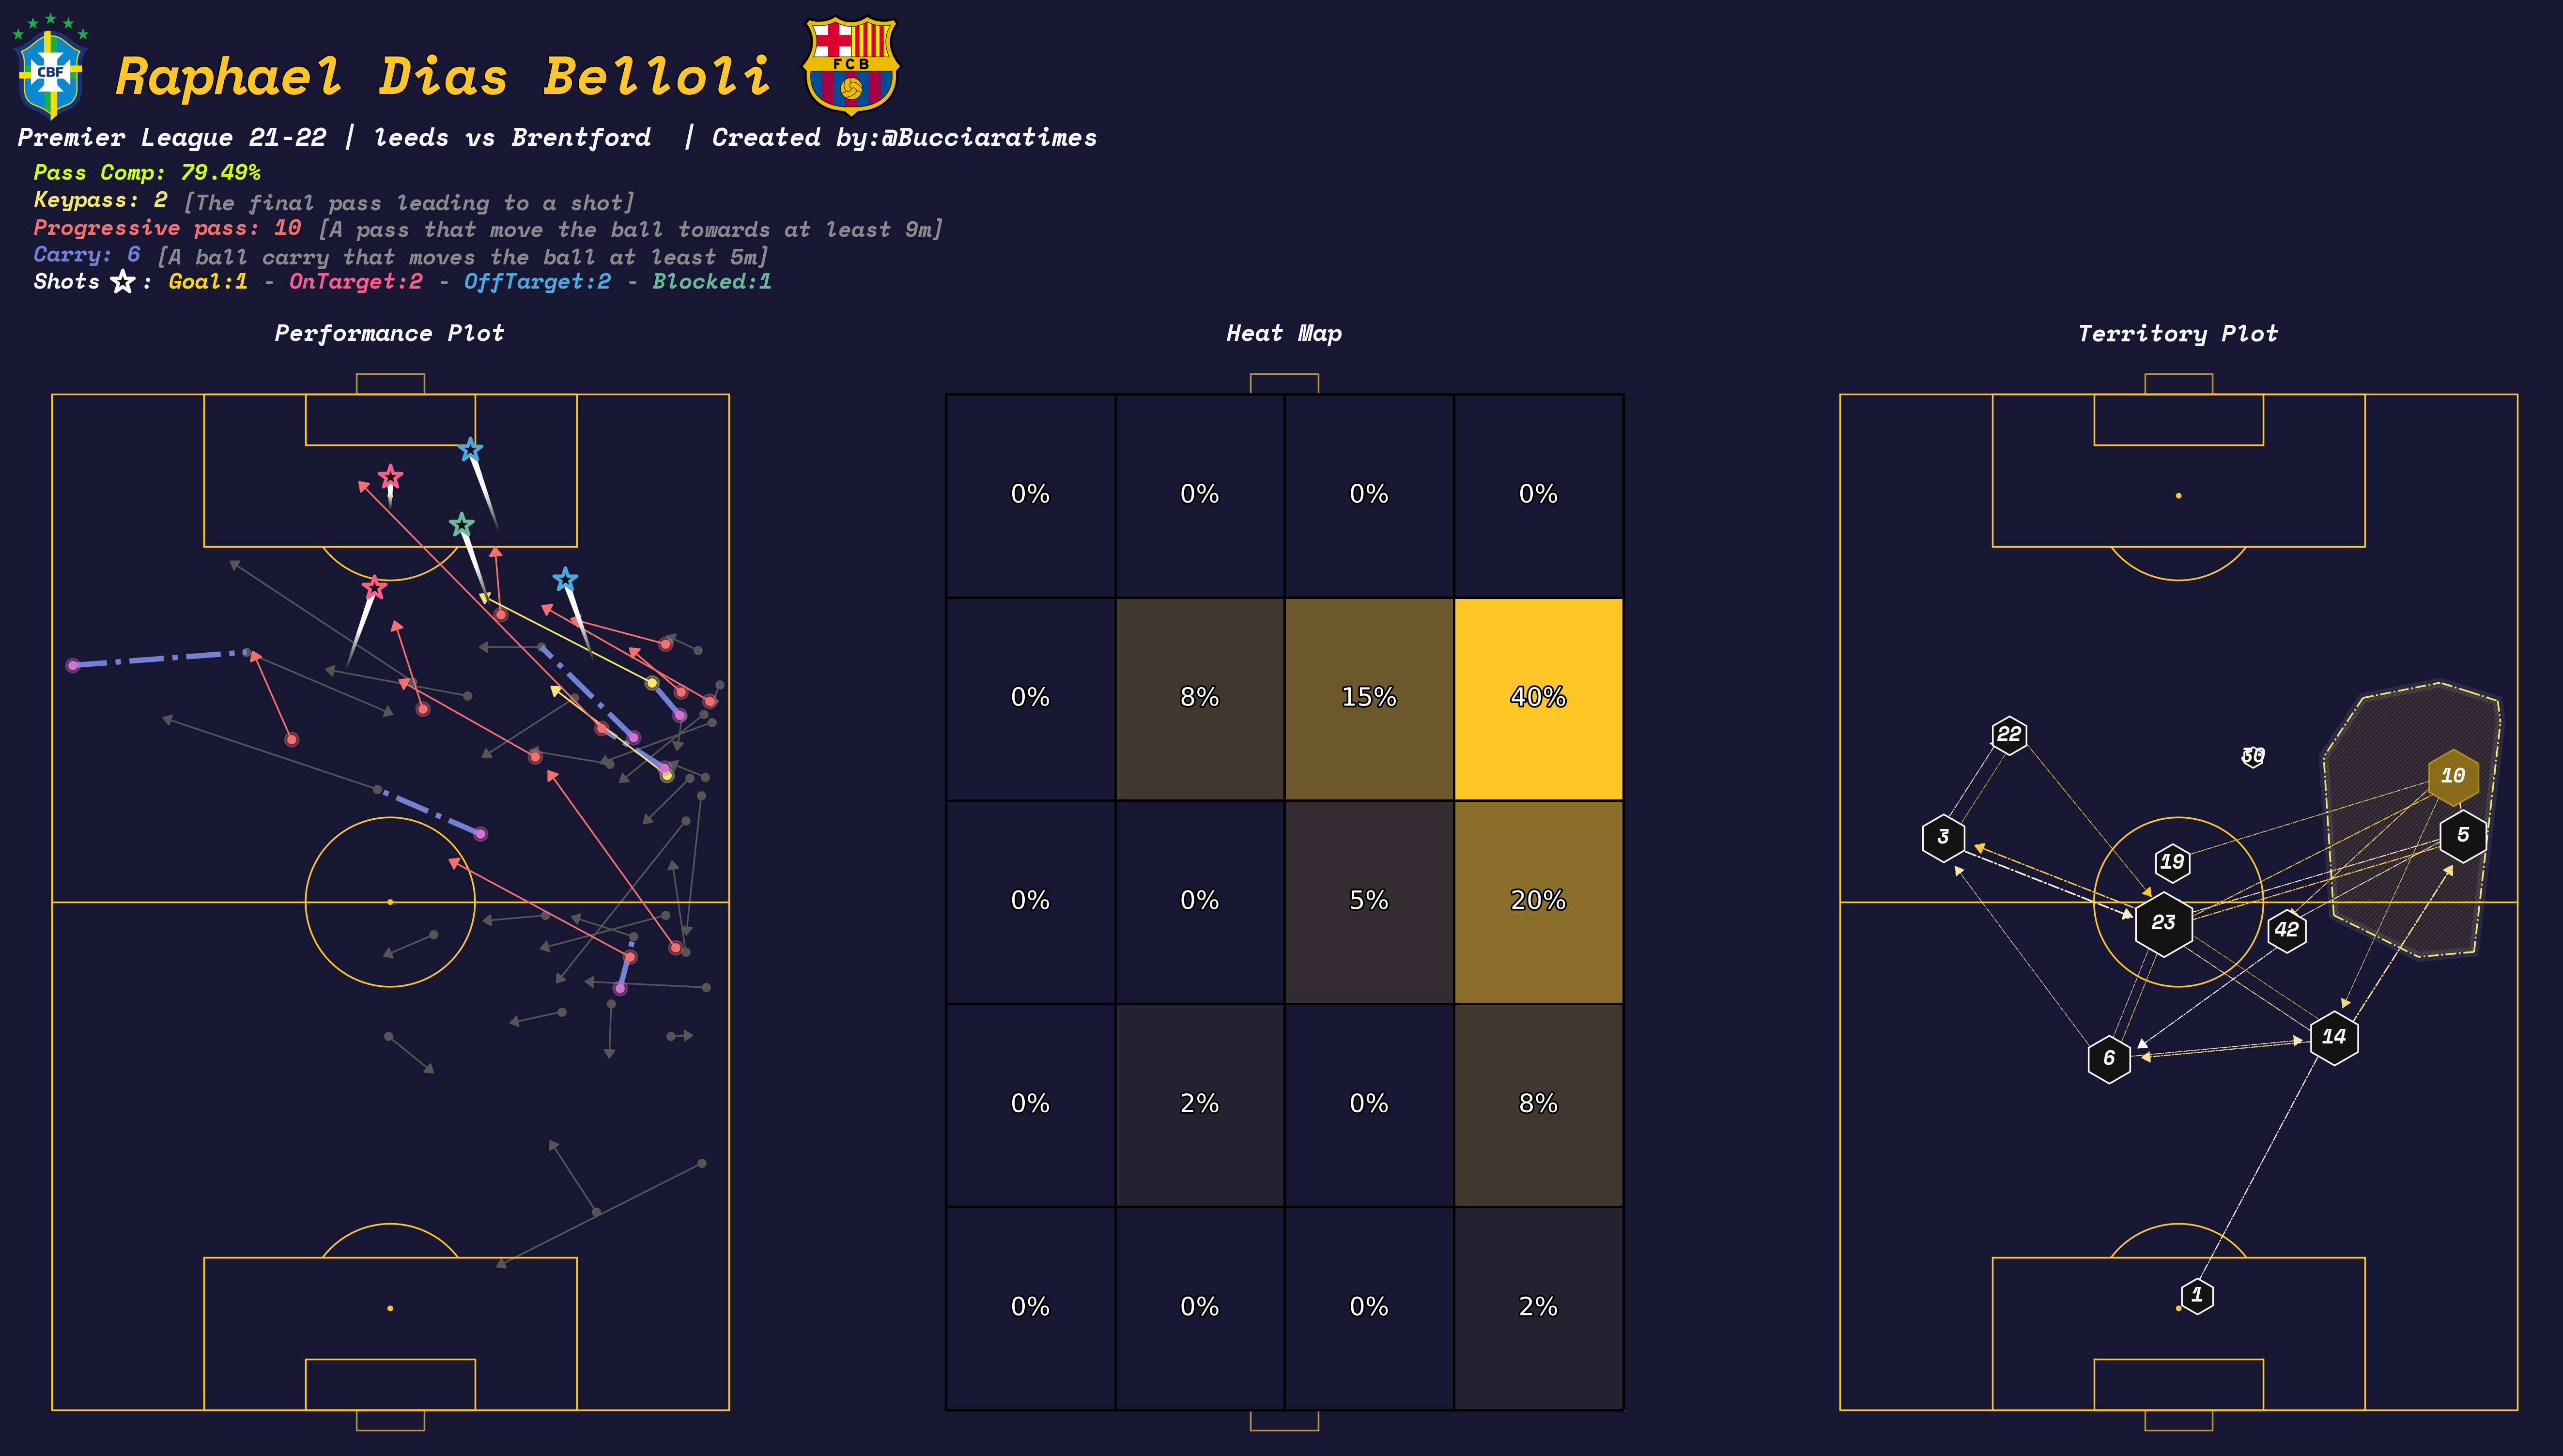 CBF
Raphael Dias Belloli
FCB
Premier League 21-22 | leeds vs Brentford | Created by:@Bucciaratimes
Pass Comp: 79.49%
Keypass: 2 [The final pass leading to a shot]
Progressive pass: 10 [A pass that move the ball towards at least 9m]
Carry: 6 [A ball carry that moves the ball at least 5m]
Shots ☆: Goal:1 - OnTarget:2 - OffTarget:2 - Blocked:1
Performance Plot
Heat Map
Territory Plot
0% 0% 0% 0%
0% 8% 15% 40%
0% 0% 5% 20%
0% 2% 0% 8%
0% 0% 0% 2%
22
10
3
5
19
23
42
14
6
1